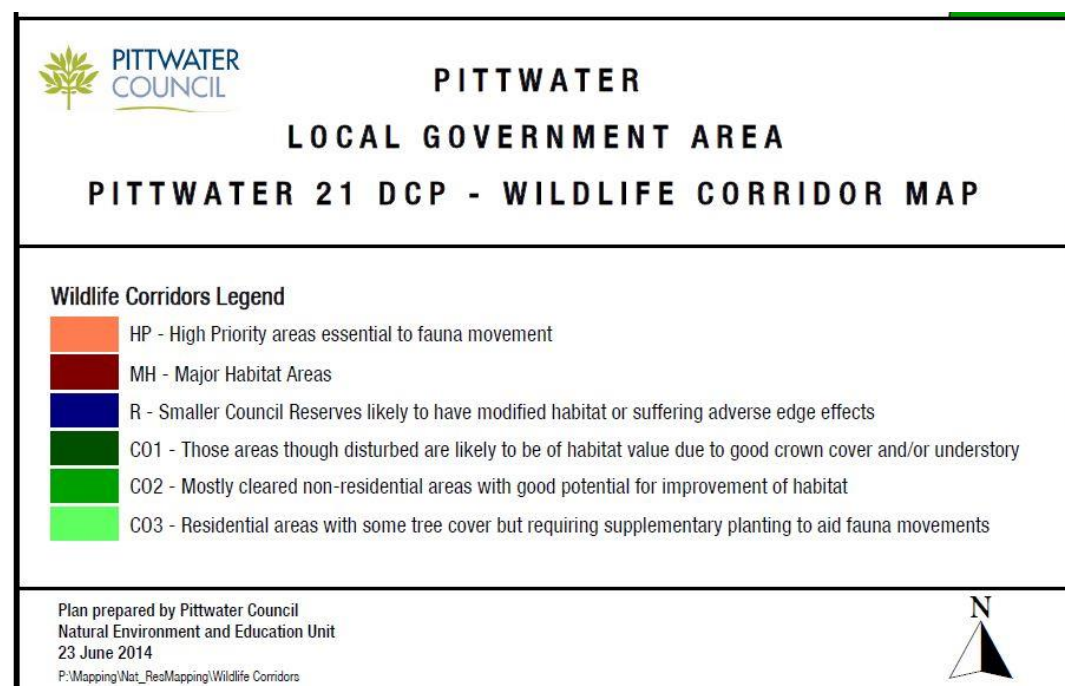 PITTWATER
COUNCIL
PITTWATER
LOCAL GOVERNMENT AREA
PITTWATER 21 DCP - WILDLIFE CORRIDOR MAP
Wildlife Corridors Legend
HP - High Priority areas essential to fauna movement
MH - Major Habitat Areas
R - Smaller Council Reserves likely to have modified habitat or suffering adverse edge effects
CO1 - Those areas though disturbed are likely to be of habitat value due to good crown cover and/or understory
CO2 - Mostly cleared non-residential areas with good potential for improvement of habitat
CO3 - Residential areas with some tree cover but requiring supplementary planting to aid fauna movements
Plan prepared by Pittwater Council
Natural Environment and Education Unit
23 June 2014
P:\Mapping\Nat_ResMapping\Wildlife Corridors
N